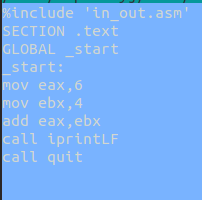 %include 'in_out.asm'
SECTION .text
GLOBAL _start
_start:
mov eax,6
mov ebx,4
add eax,ebx
call iprintLF
call quit